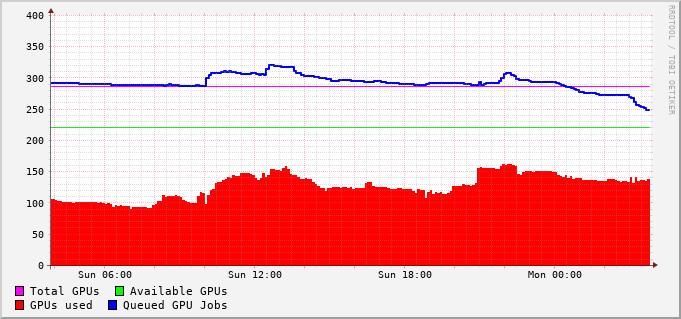 400
350
300
250
200
150
100
50
0
Sun 06:00 Sun 12:00 Sun 18:00 Mon 00:00
Total GPUs Available GPUs
GPUs used Queued GPU Jobs
RRDTOOL / TOBI OETIKER